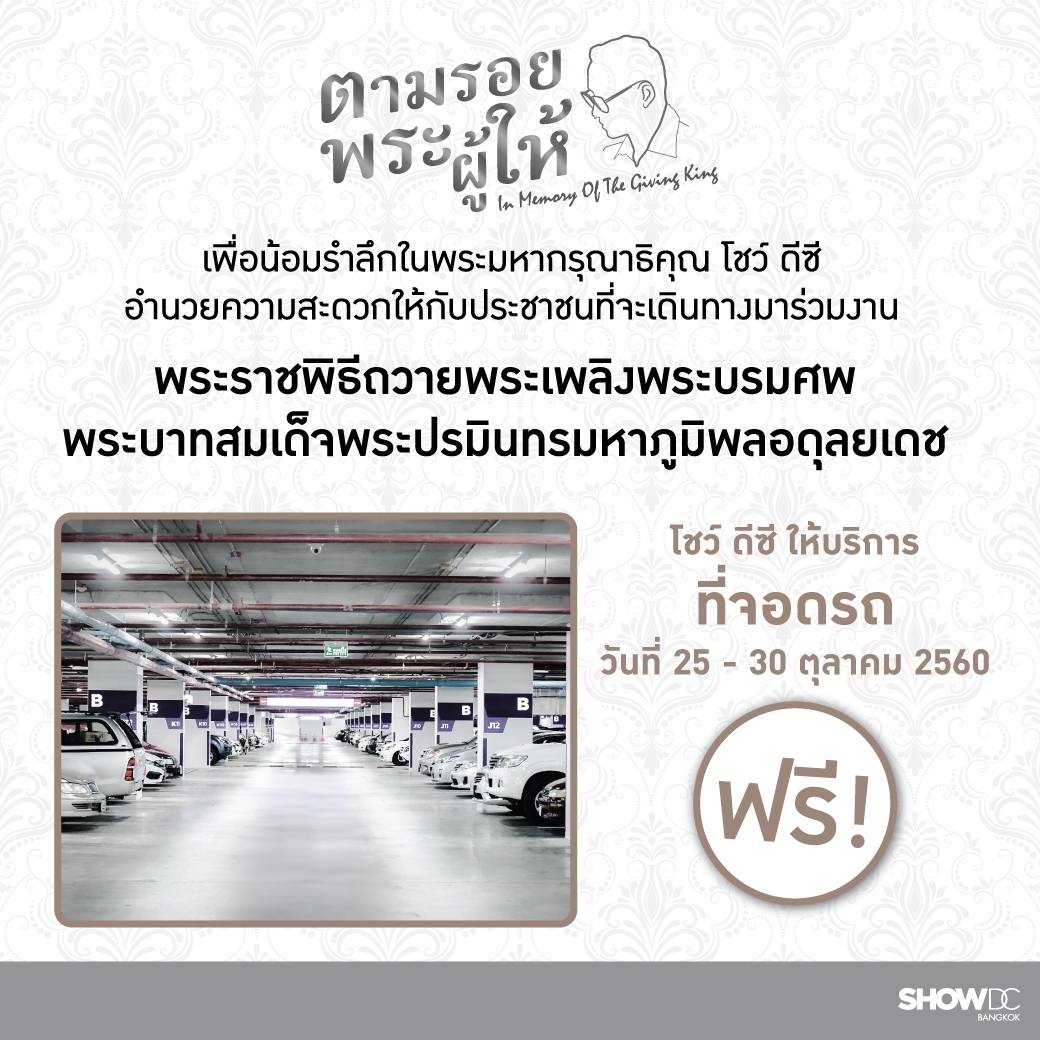 ตามรอย
พระผู้ให้
In Memory Of The Giving King
เพื่อน้อมรำลึกในพระมหากรุณาธิคุณ โชว์ ดีซี
อำนวยความสะดวกให้กับประชาชนที่จะเดินทางมาร่วมงาน
พระราชพิธีถวายพระเพลิงพระบรมศพ
พระบาทสมเด็จพระปรมินทรมหาภูมิพลอดุลยเดช
โชว์ ดีซี ให้บริการ
ที่จอดรถ
วันที่ 25 - 30 ตุลาคม 2560
ฟรี!
B
B
B
B
B
B
K11
K10
J10
J11
J12
SHOWDC
BANGKOK